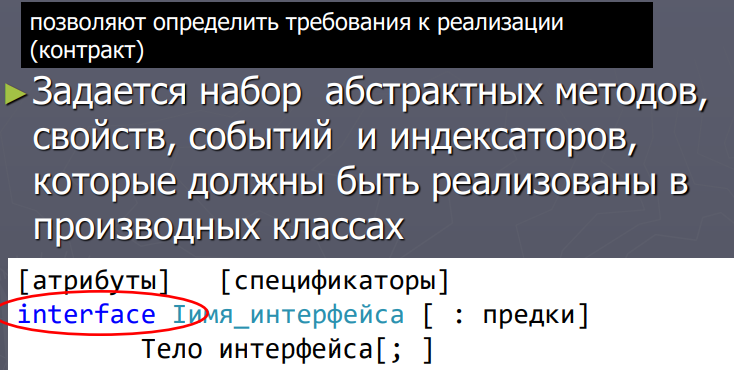 позволяют определить требования к реализации
(контракт)
Задается набор абстрактных методов,
свойств, событий и индексаторов,
которые должны быть реализованы в
производных классах
[атрибуты] [спецификаторы]
interface Iимя_интерфейса [ : предки]
Тело интерфейса[; ]